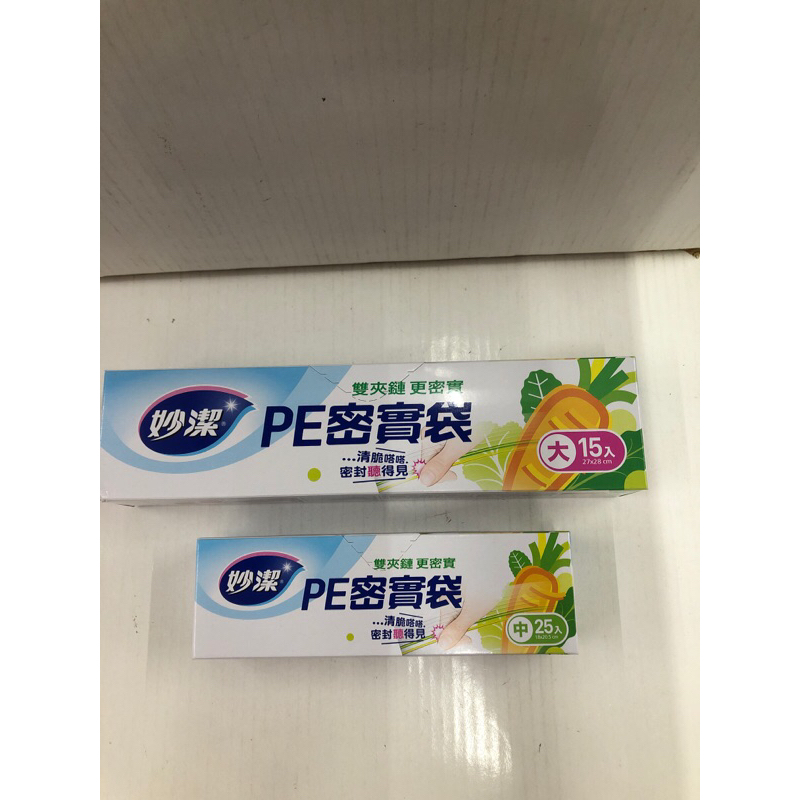 妙潔
雙夾鏈 更密實
PE密實袋
...清脆喀喀.
密封聽得見
大 15入
27x28 cm
妙潔
雙夾鏈 更密實
PE密實袋
...清脆喀喀.
密封聽得見
中 25入